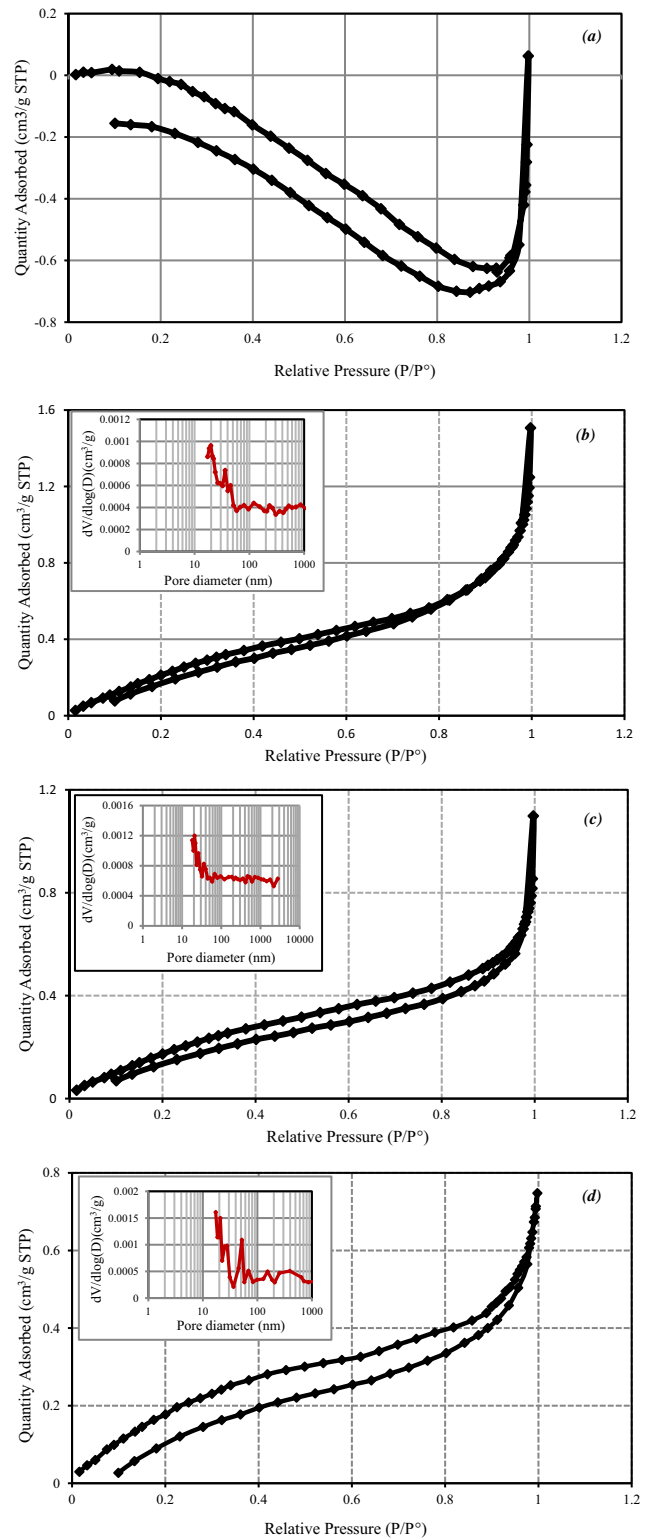 (a)
Quantity Adsorbed (cm3/g STP)
0.2
0
-0.2
-0.4
-0.6
-0.8
0 0.2 0.4 0.6 0.8 1 1.2
Relative Pressure (P/P°)
(b)
Quantity Adsorbed (cm³/g STP)
1.6
1.2
0.8
0.4
0
0 0.2 0.4 0.6 0.8 1 1.2
Relative Pressure (P/P°)
dV/dlog(D)(cm³/g)
0.0012
0.001
0.0008
0.0006
0.0004
0.0002
0
1 10 100 1000
Pore diameter (nm)
(c)
Quantity Adsorbed (cm³/g STP)
1.2
0.8
0.4
0
0 0.2 0.4 0.6 0.8 1 1.2
Relative Pressure (P/P°)
dV/dlog(D)(cm³/g)
0.0016
0.0012
0.0008
0.0004
0
1 10 100 1000 10000
Pore diameter (nm)
(d)
Quantity Adsorbed (cm³/g STP)
0.8
0.6
0.4
0.2
0
0 0.2 0.4 0.6 0.8 1 1.2
Relative Pressure (P/P°)
dV/dlog(D)(cm³/g)
0.002
0.0015
0.001
0.0005
0
1 10 100 1000
Pore diameter (nm)